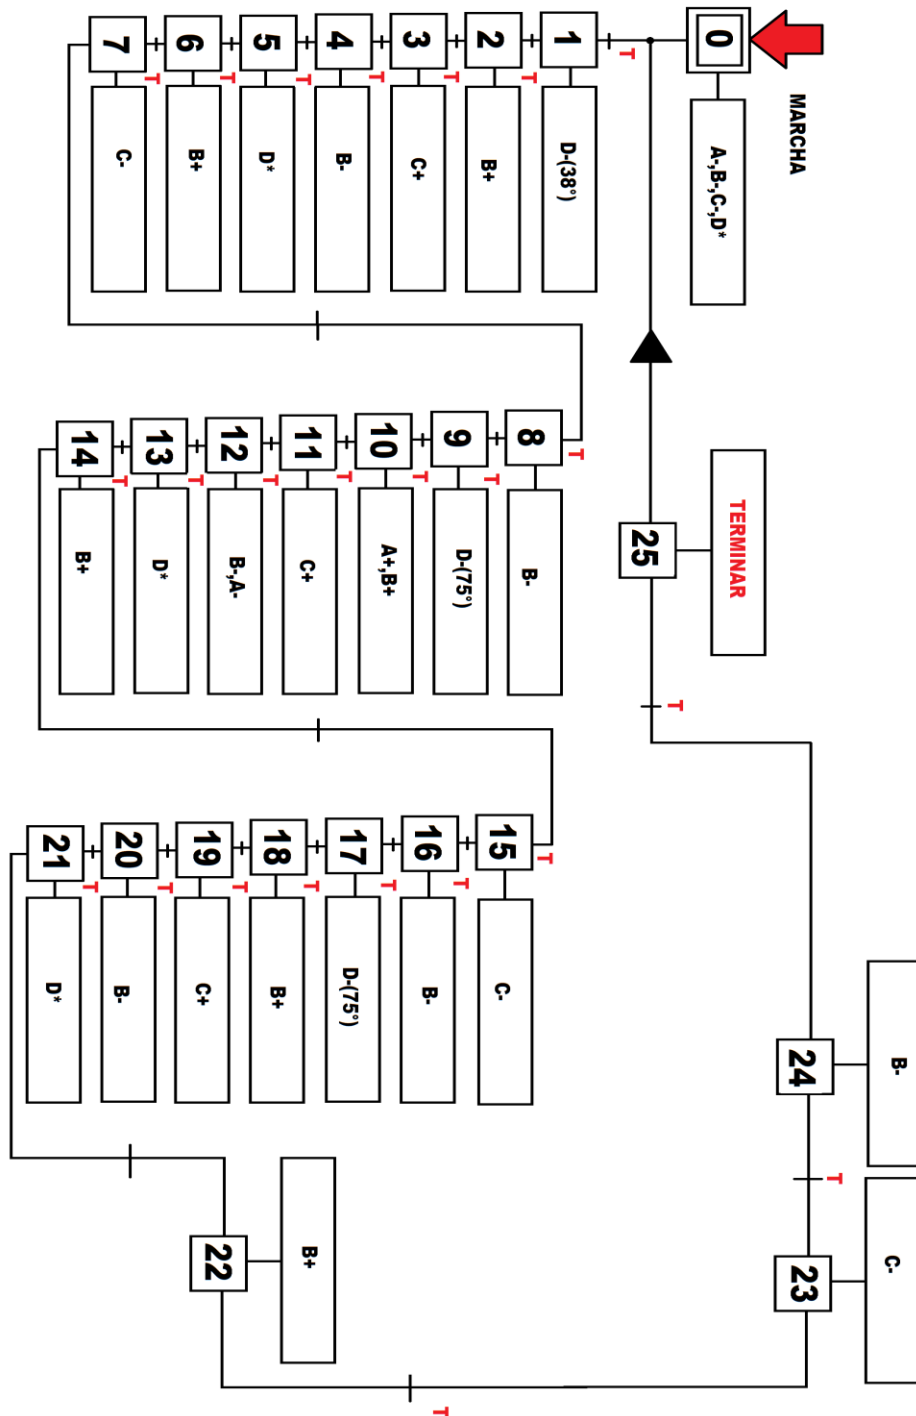 MARCHA
0
A-,B-,C-,D*
T
1
D-(38°)
T
2
B+
T
3
C+
T
4
B-
T
5
D*
T
6
B+
T
7
C-
T
8
B-
T
9
D-(75°)
T
10
A+,B+
T
11
C+
T
12
B-,A-
T
13
D*
T
14
B+
T
15
C-
T
16
B-
T
17
D-(75°)
T
18
B+
T
19
C+
T
20
B-
T
21
D*
22
B+
T
23
C-
T
24
B-
T
25
TERMINAR